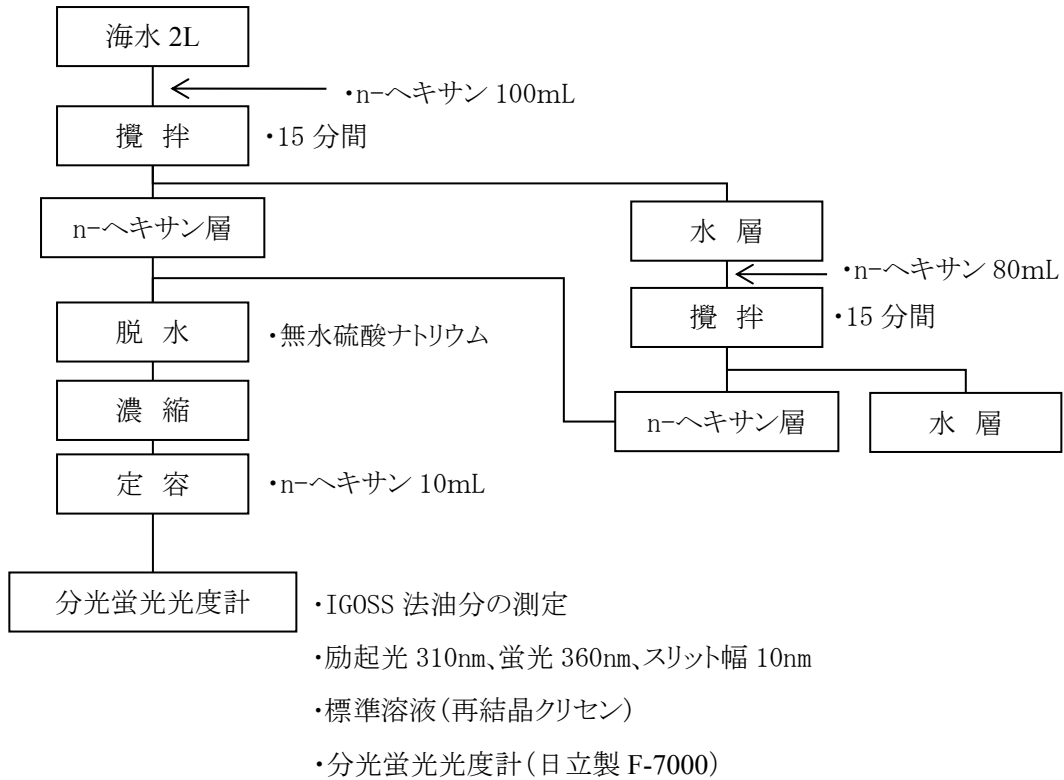 海水 2L
・n-ヘキサン 100mL
攪 拌
・15 分間
n-ヘキサン層
水 層
・n-ヘキサン 80mL
攪 拌
・15 分間
脱 水
・無水硫酸ナトリウム
濃 縮
n-ヘキサン層
水 層
定 容
・n-ヘキサン 10mL
分光蛍光光度計
・IGOSS 法油分の測定
・励起光 310nm、蛍光 360nm、スリット幅 10nm
・標準溶液(再結晶クリセン)
・分光蛍光光度計(日立製 F-7000)